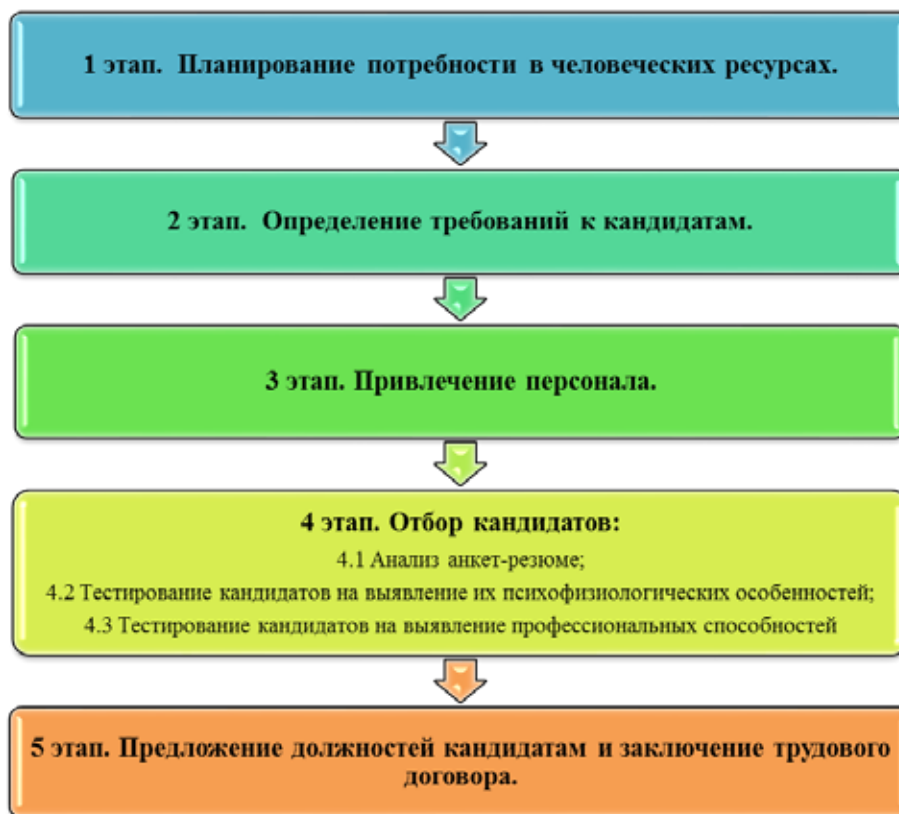 1 этап. Планирование потребности в человеческих ресурсах.
2 этап. Определение требований к кандидатам.
3 этап. Привлечение персонала.
4 этап. Отбор кандидатов:
4.1 Анализ анкет-резюме;
4.2 Тестирование кандидатов на выявление их психофизиологических особенностей;
4.3 Тестирование кандидатов на выявление профессиональных способностей
5 этап. Предложение должностей кандидатам и заключение трудового
договора.